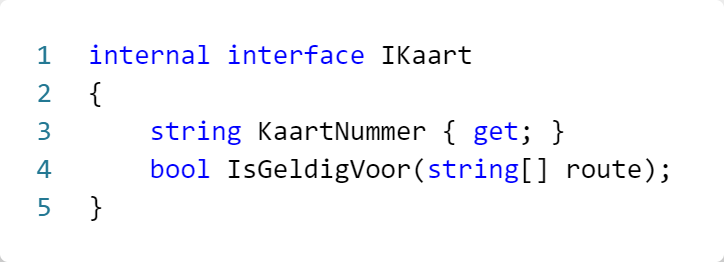 1 internal interface IKaart
2 {
3 string KaartNummer { get; }
4 bool IsGeldigVoor(string[] route);
5 }